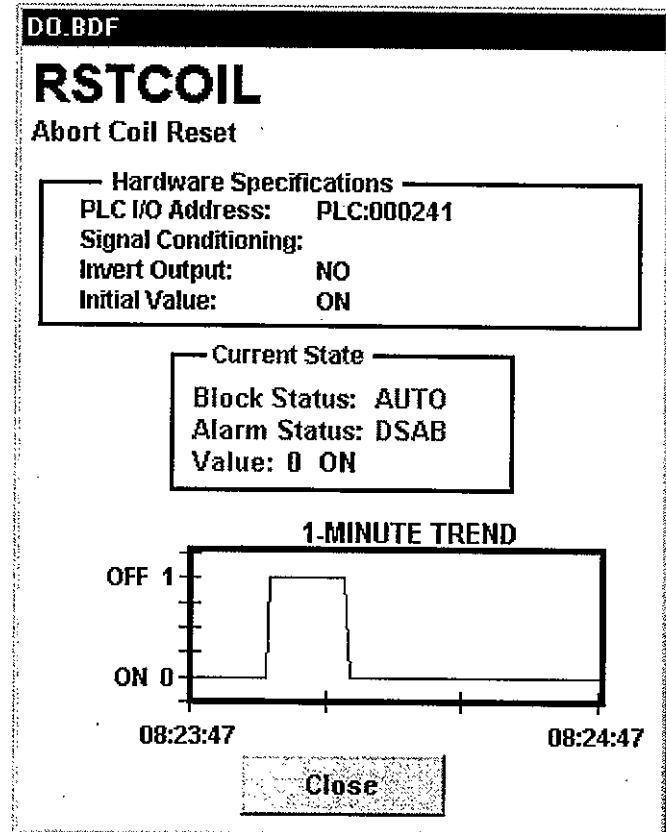 DO.BDF
RSTCOIL
Abort Coil Reset
Hardware Specifications
PLC I/O Address: PLC:000241
Signal Conditioning:
Invert Output: NO
Initial Value: ON
Current State
Block Status: AUTO
Alarm Status: DSAB
Value: 0 ON
1-MINUTE TREND
OFF 1
ON 0
08:23:47 08:24:47
Close